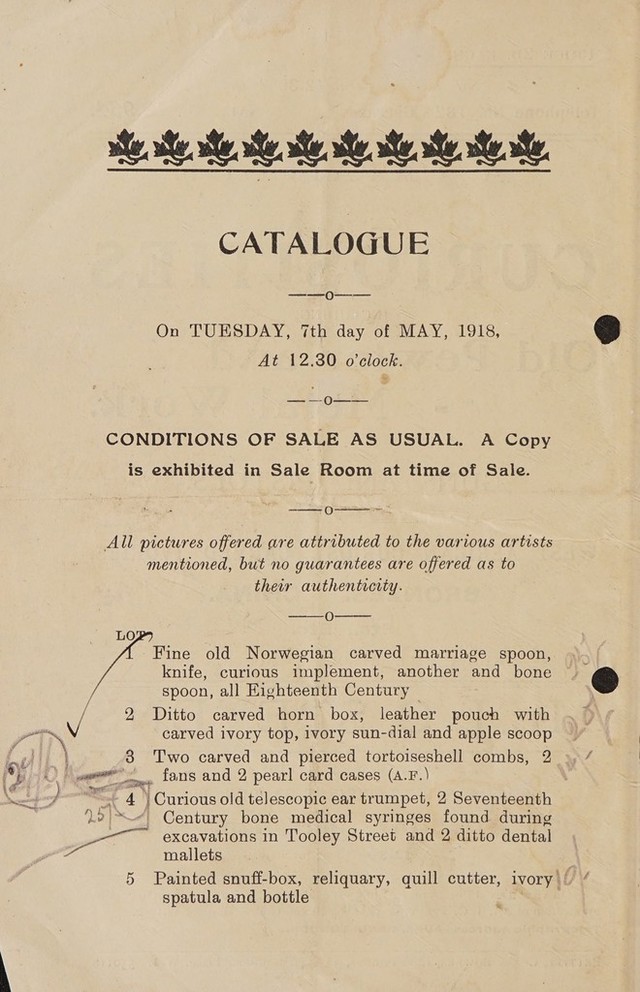 CATALOGUE
On TUESDAY, 7th day of MAY, 1918,
At 12.30 o'clock.
CONDITIONS OF SALE AS USUAL. A Copy
is exhibited in Sale Room at time of Sale.
All pictures offered are attributed to the various artists
mentioned, but no guarantees are offered as to
their authenticity.
LOT
1 Fine old Norwegian carved marriage spoon,
knife, curious implement, another and bone
spoon, all Eighteenth Century
2 Ditto carved horn box, leather pouch with
carved ivory top, ivory sun-dial and apple scoop
3 Two carved and pierced tortoiseshell combs, 2
fans and 2 pearl card cases (A.F.)
4 Curious old telescopic ear trumpet, 2 Seventeenth
25/-
Century bone medical syringes found during
excavations in Tooley Street and 2 ditto dental
mallets
5 Painted snuff-box, reliquary, quill cutter, ivory
spatula and bottle